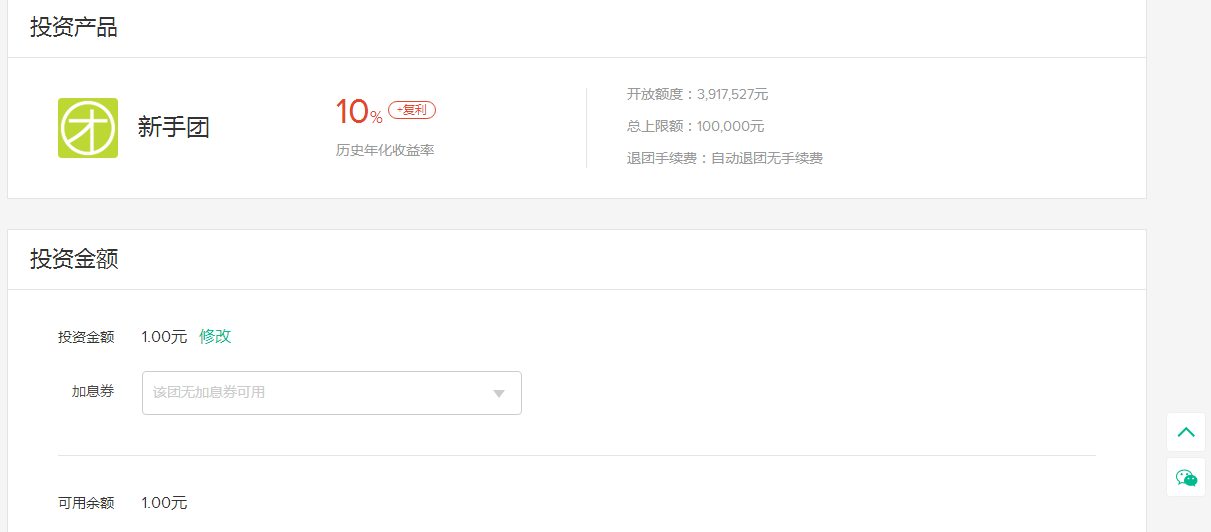 投资产品
团
新手团
10% +复利
历史年化收益率
开放额度：3,917,527元
总上限额：100,000元
退团手续费：自动退团无手续费
投资金额
投资金额 1.00元 修改
加息券 该团无加息券可用
可用余额 1.00元